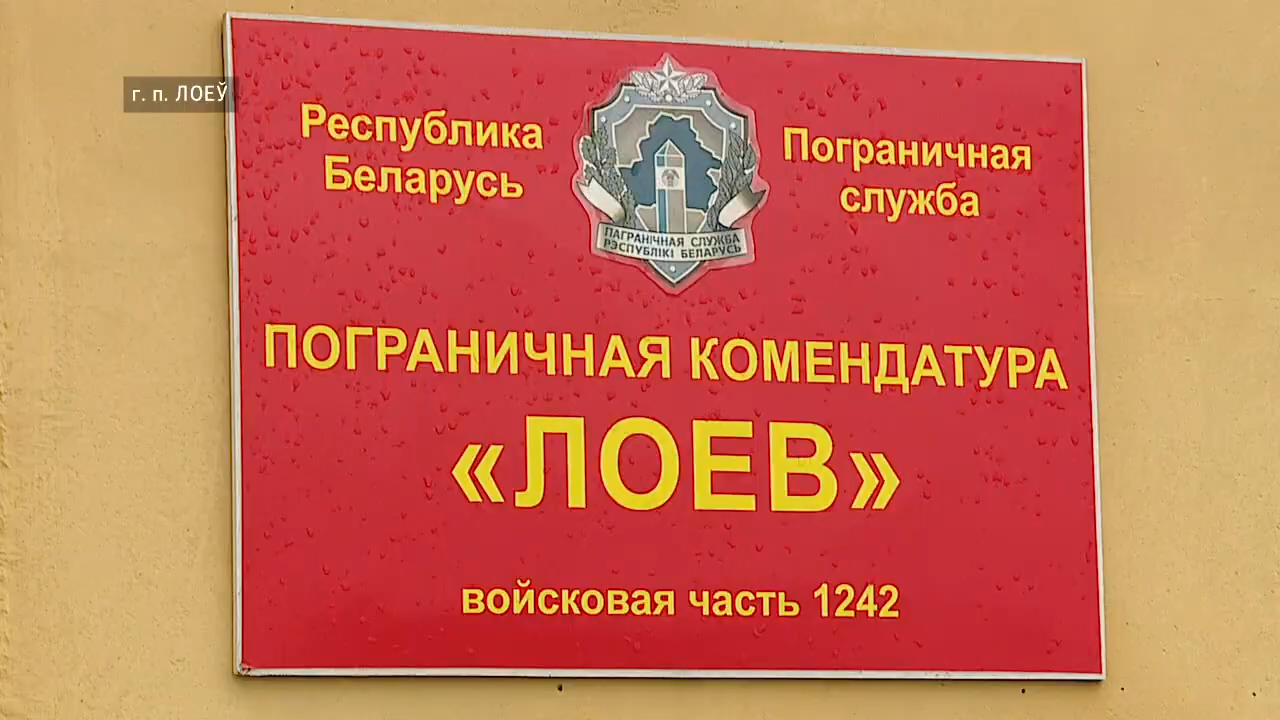 г. п. ЛОЕЎ
Республика
Беларусь
Пограничная
служба
ПАГРАНІЧНАЯ СЛУЖБА
РЭСПУБЛІКІ БЕЛАРУСЬ
ПОГРАНИЧНАЯ КОМЕНДАТУРА
«ЛОЕВ»
войсковая часть 1242